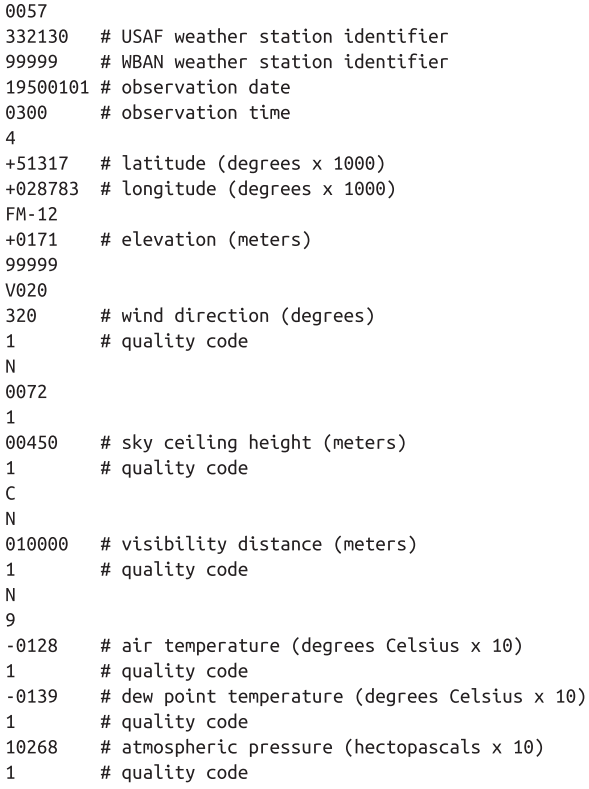 0057
332130   # USAF weather station identifier
99999    # WBAN weather station identifier
19500101 # observation date
0300     # observation time
4
+51317   # latitude (degrees x 1000)
+028783  # longitude (degrees x 1000)
FM-12
+0171    # elevation (meters)
99999
V020
320      # wind direction (degrees)
1        # quality code
N
0072
1
00450    # sky ceiling height (meters)
1        # quality code
C
N
010000   # visibility distance (meters)
1        # quality code
N
9
-0128    # air temperature (degrees Celsius x 10)
1        # quality code
-0139    # dew point temperature (degrees Celsius x 10)
1        # quality code
10268    # atmospheric pressure (hectopascals x 10)
1        # quality code